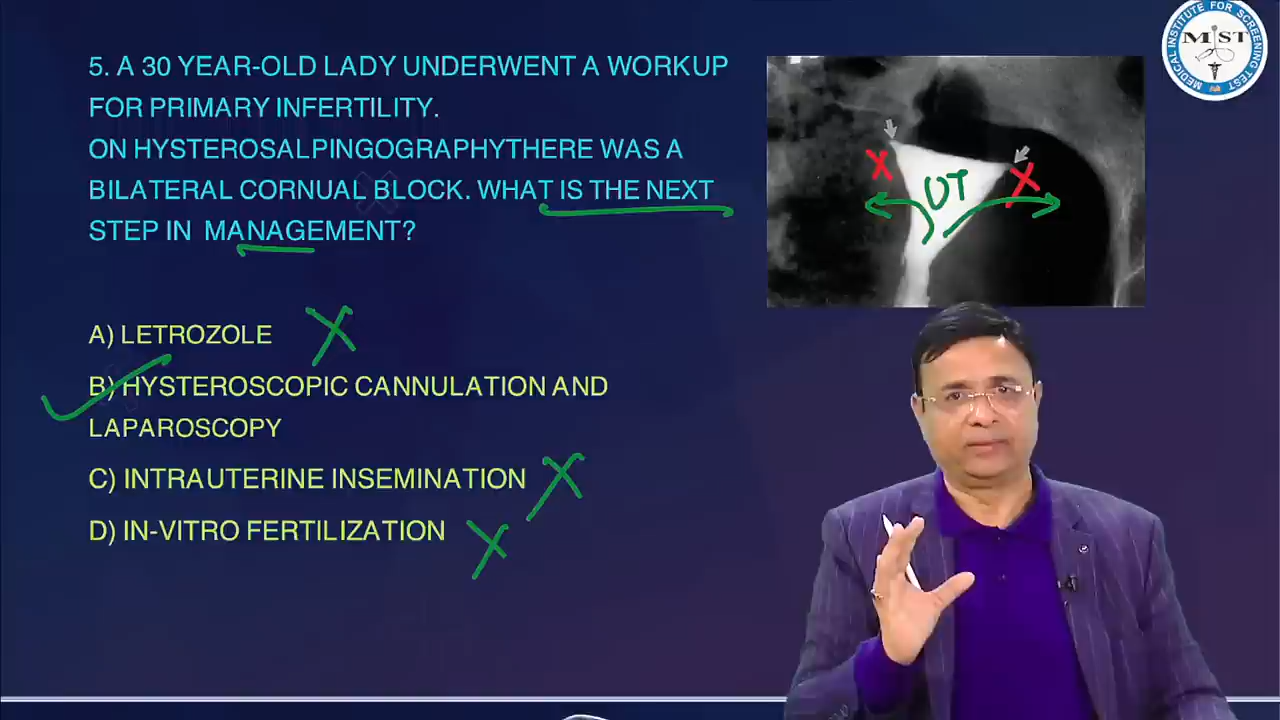 5. A 30 YEAR-OLD LADY UNDERWENT A WORKUP
FOR PRIMARY INFERTILITY.
ON HYSTEROSALPINGOGRAPHYTHERE WAS A
BILATERAL CORNUAL BLOCK. WHAT IS THE NEXT
STEP IN MANAGEMENT?
A) LETROZOLE
B) HYSTEROSCOPIC CANNULATION AND
LAPAROSCOPY
C) INTRAUTERINE INSEMINATION
D) IN-VITRO FERTILIZATION
UT
MEDICAL INSTITUTE FOR SCREENING TEST
MIST